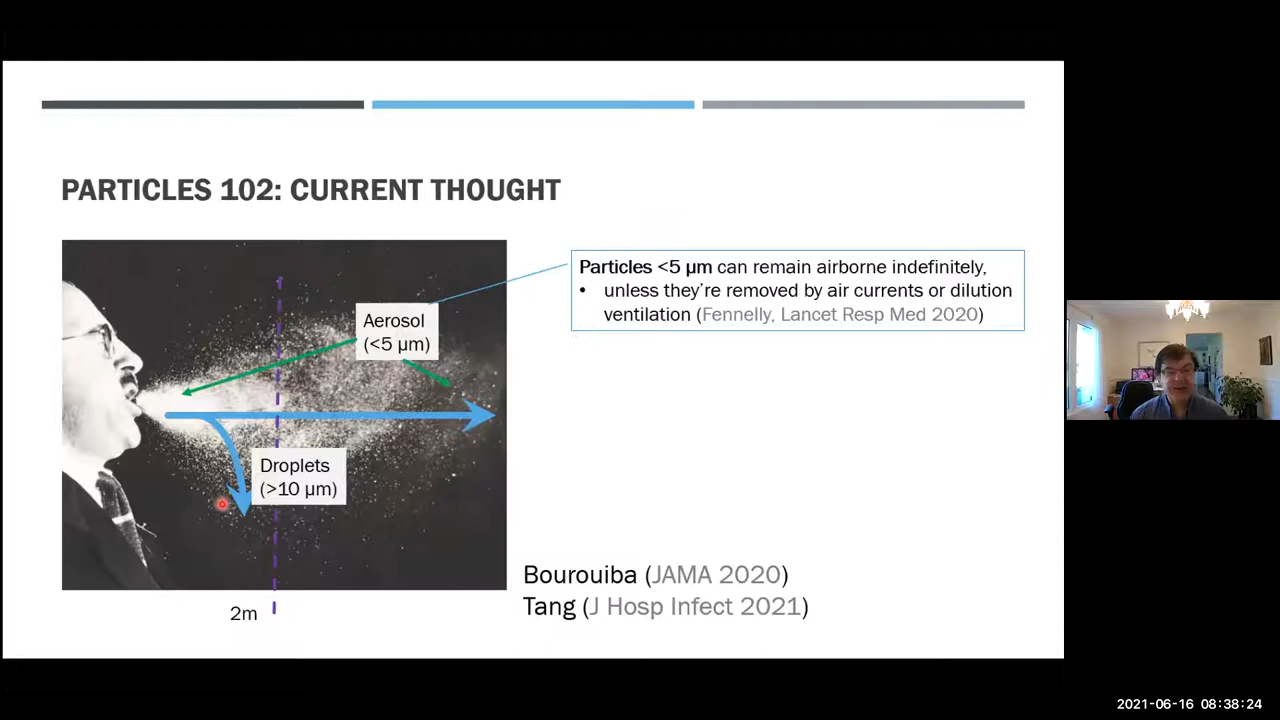 PARTICLES 102: CURRENT THOUGHT
Particles <5 µm can remain airborne indefinitely,
• unless they’re removed by air currents or dilution
ventilation (Fennelly, Lancet Resp Med 2020)
Aerosol
(<5 µm)
Droplets
(>10 µm)
2m
Bourouiba (JAMA 2020)
Tang (J Hosp Infect 2021)
2021-06-16 08:38:24